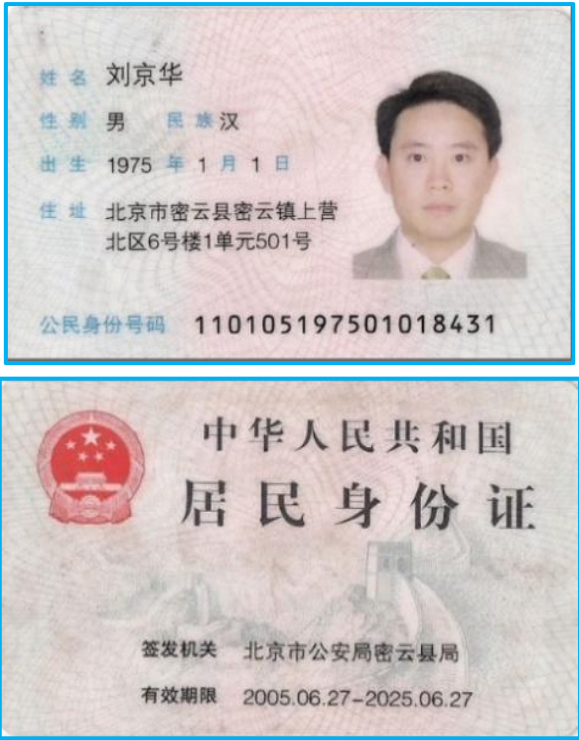 姓名 刘京华
性别 男 民族 汉
出生 1975 年 1 月 1 日
住址 北京市密云县密云镇上营
北区6号楼1单元501号
公民身份号码 110105197501018431
中华人民共和国
居民身份证
签发机关 北京市公安局密云县局
有效期限 2005.06.27-2025.06.27